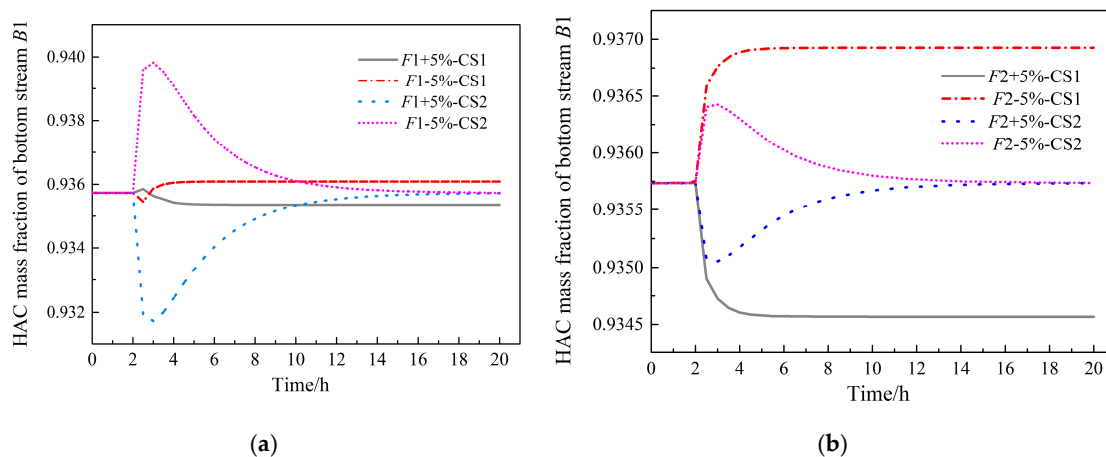 HAC mass fraction of bottom stream B1
0.940
0.938
0.936
0.934
0.932
0 2 4 6 8 10 12 14 16 18 20
Time/h
F1+5%-CS1
F1-5%-CS1
F1+5%-CS2
F1-5%-CS2
(a)
HAC mass fraction of bottom stream B1
0.9370
0.9365
0.9360
0.9355
0.9350
0.9345
0 2 4 6 8 10 12 14 16 18 20
Time/h
F2+5%-CS1
F2-5%-CS1
F2+5%-CS2
F2-5%-CS2
(b)